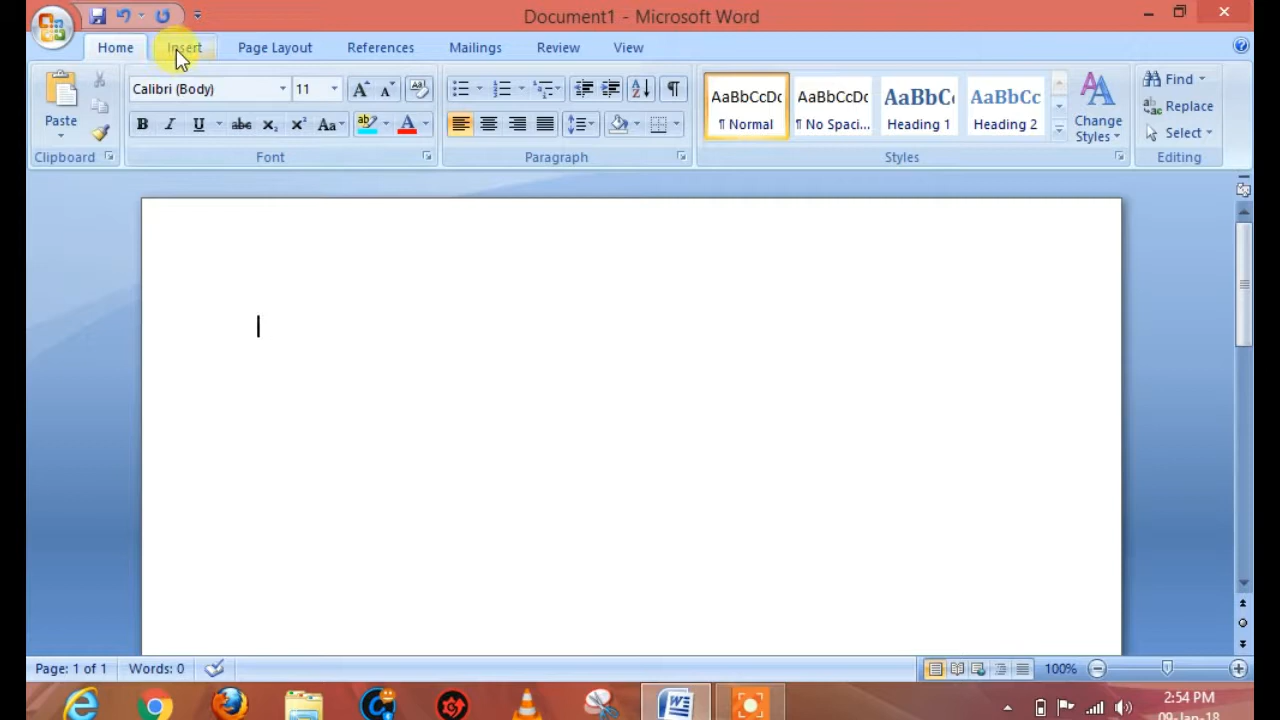 Document1 - Microsoft Word
Home Insert Page Layout References Mailings Review View
Calibri (Body) 11 AaBbCcDc AaBbCcDc AaBbC AaBbCc Find
Paste ¶ Normal ¶ No Spaci... Heading 1 Heading 2 Change Styles Replace
Select
Clipboard Font Paragraph Styles Editing
Page: 1 of 1 Words: 0 100%
2:54 PM
09-Jan-18